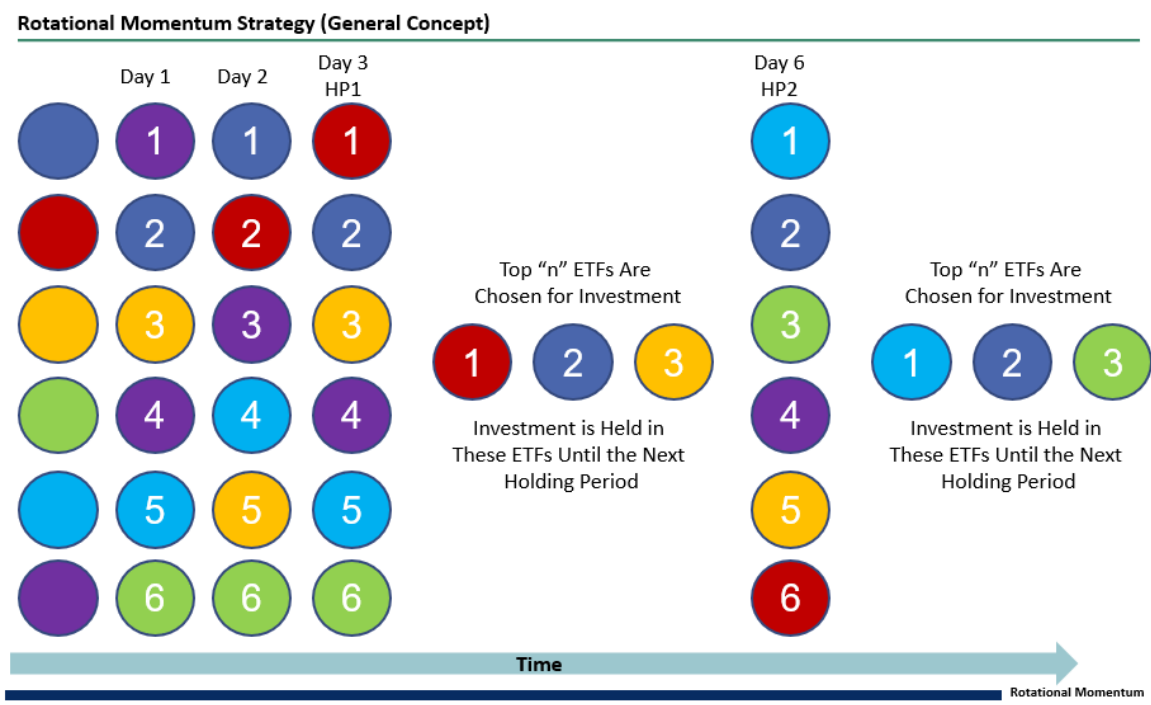 Rotational Momentum Strategy (General Concept)
Day 1
Day 2
Day 3
HP1
Day 6
HP2
1
1
1
1
2
2
2
2
3
3
3
3
4
4
4
4
5
5
5
5
6
6
6
6
Top “n” ETFs Are
Chosen for Investment
1 2 3
Investment is Held in
These ETFs Until the Next
Holding Period
Top “n” ETFs Are
Chosen for Investment
1 2 3
Investment is Held in
These ETFs Until the Next
Holding Period
Time
Rotational Momentum